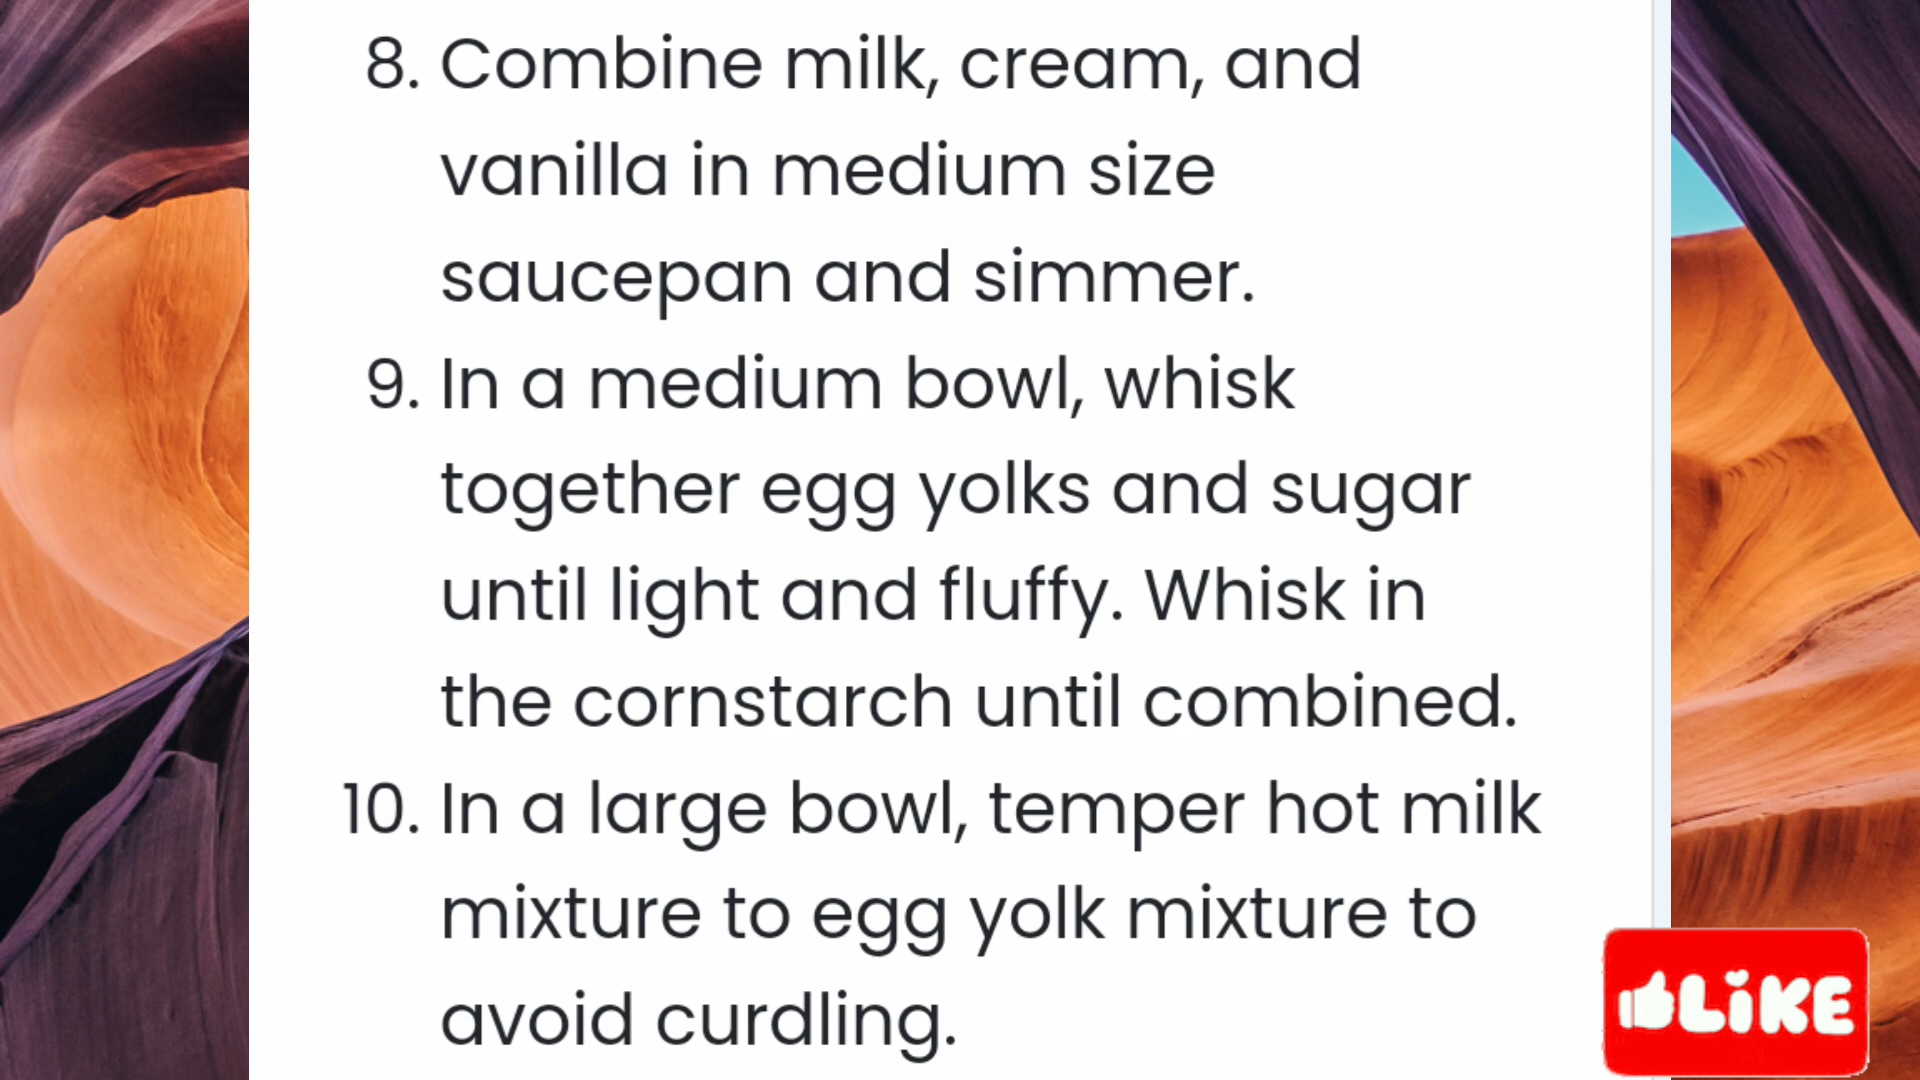 8. Combine milk, cream, and
vanilla in medium size
saucepan and simmer.
9. In a medium bowl, whisk
together egg yolks and sugar
until light and fluffy. Whisk in
the cornstarch until combined.
10. In a large bowl, temper hot milk
mixture to egg yolk mixture to
avoid curdling.
LiKE